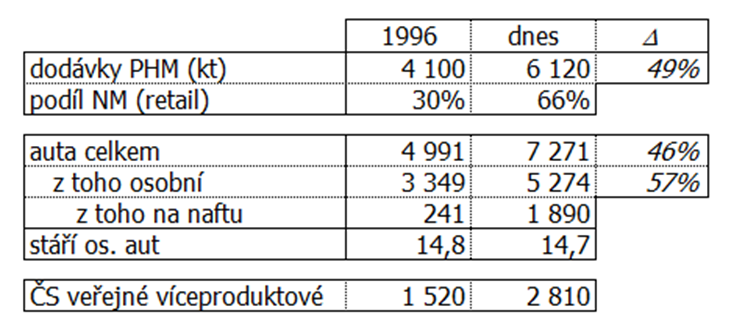 1996 dnes Δ
dodávky PHM (kt) 4 100 6 120 49%
podíl NM (retail) 30% 66%
auta celkem 4 991 7 271 46%
z toho osobní 3 349 5 274 57%
z toho na naftu 241 1 890
stáří os. aut 14,8 14,7
ČS veřejné víceproduktové 1 520 2 810